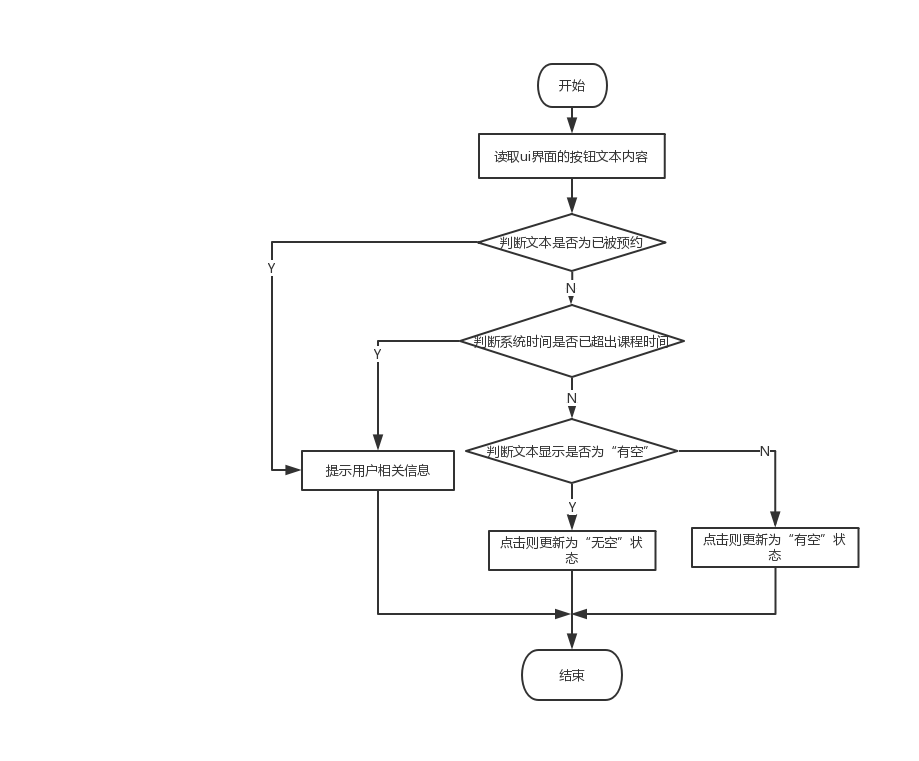 开始
读取ui界面的按钮文本内容
判断文本是否为已被预约
Y
N
判断系统时间是否已超出课程时间
Y
N
判断文本显示是否为“有空”
N
提示用户相关信息
Y
点击则更新为“无空”状
态
点击则更新为“有空”状
态
结束